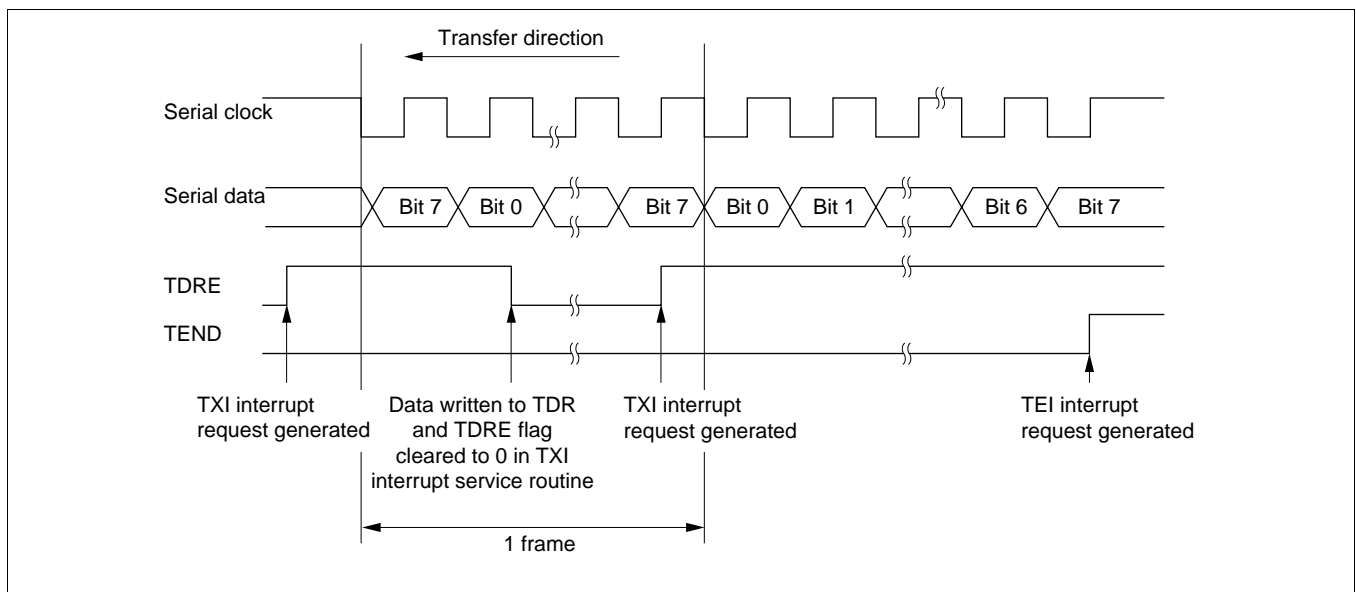 Transfer direction
Serial clock
Serial data
Bit 7 Bit 0 Bit 7 Bit 0 Bit 1 Bit 6 Bit 7
TDRE
TEND
TXI interrupt
request generated
Data written to TDR
and TDRE flag
cleared to 0 in TXI
interrupt service routine
TXI interrupt
request generated
TEI interrupt
request generated
1 frame